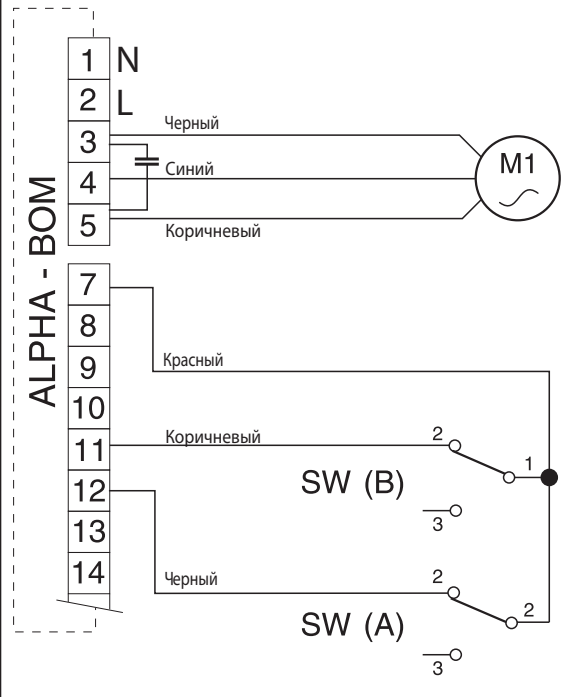 ALPHA - BOM
1 N
2 L
3
Черный
4
Синий
5
Коричневый
M1
7
8
9
Красный
10
11
Коричневый
2
1
SW (B)
3
12
13
14
Черный
2
2
SW (A)
3